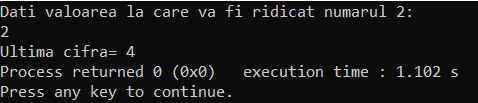 Dati valoarea la care va fi ridicat numarul 2:
2
Ultima cifra= 4
Process returned 0 (0x0)   execution time : 1.102 s
Press any key to continue.